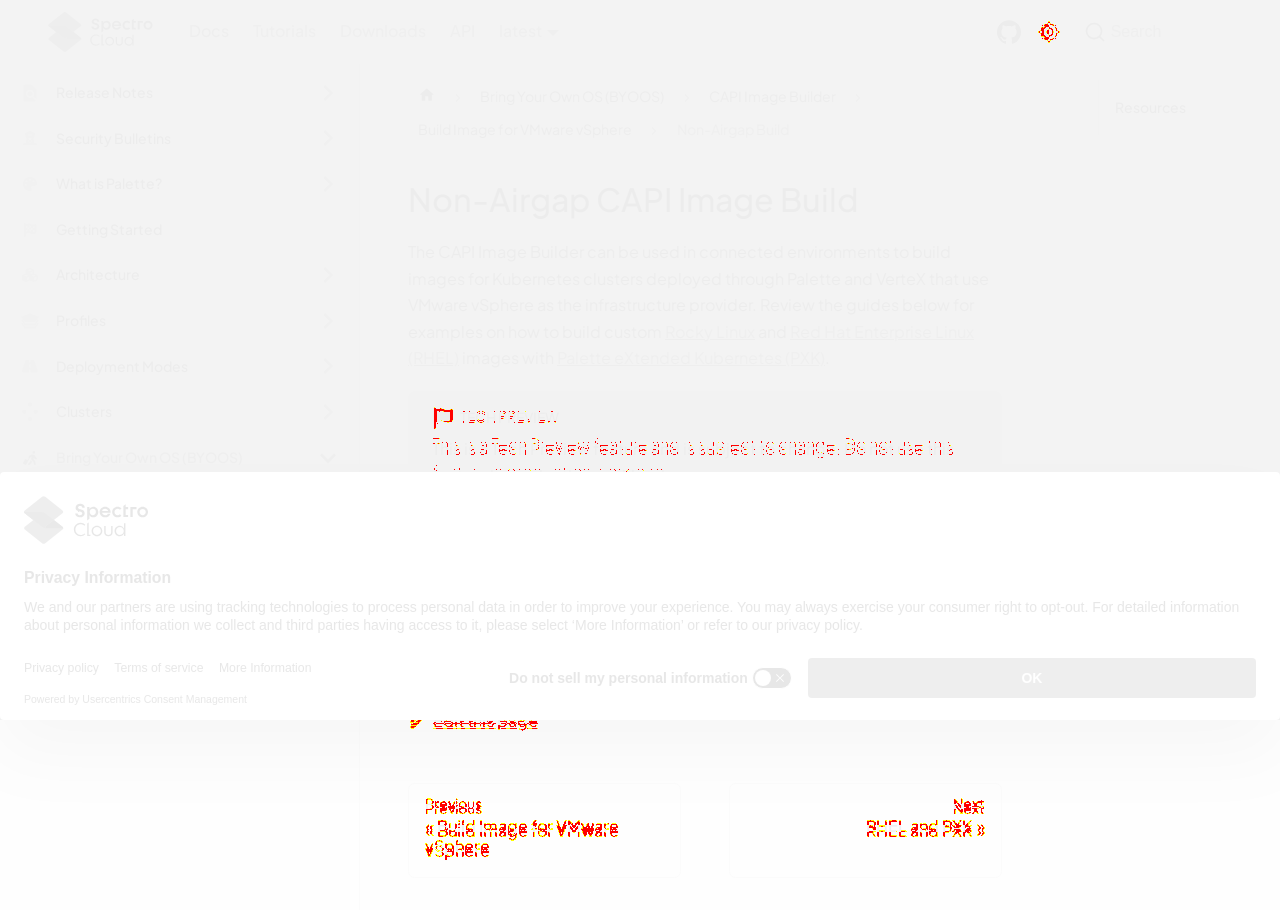 Spectro Cloud
Docs Tutorials Downloads API latest Search
Release Notes
Security Bulletins
What is Palette?
Getting Started
Architecture
Profiles
Deployment Modes
Clusters
Bring Your Own OS (BYOOS)
Bring Your Own OS (BYOOS) CAPI Image Builder
Build Image for VMware vSphere Non-Airgap Build
Resources
Non-Airgap CAPI Image Build
The CAPI Image Builder can be used in connected environments to build
images for Kubernetes clusters deployed through Palette and VerteX that use
VMware vSphere as the infrastructure provider. Review the guides below for
examples on how to build custom Rocky Linux and Red Hat Enterprise Linux
(RHEL) images with Palette eXtended Kubernetes (PXK).
This is a Tech Preview feature and is subject to change. Do not use this
Spectro
Cloud
Privacy Information
We and our partners are using tracking technologies to process personal data in order to improve your experience. You may always exercise your consumer right to opt-out. For detailed information
about personal information we collect and third parties having access to it, please select ‘More Information’ or refer to our privacy policy.
Privacy policy Terms of service More Information
Do not sell my personal information
OK
Powered by Usercentrics Consent Management
Edit this page
Previous
« Build Image for VMware
vSphere
Next
RHEL and PXK »